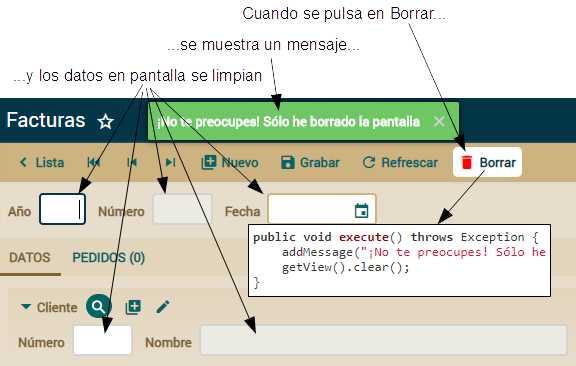 Cuando se pulsa en Borrar...
...se muestra un mensaje...
...y los datos en pantalla se limpian
Facturas
¡No te preocupes! Sólo he borrado la pantalla
Lista Nuevo Grabar Refrescar Borrar
Año Número Fecha
public void execute() throws Exception {
addMessage("¡No te preocupes! Sólo he
getView().clear();
}
DATOS PEDIDOS (0)
Cliente
Número Nombre